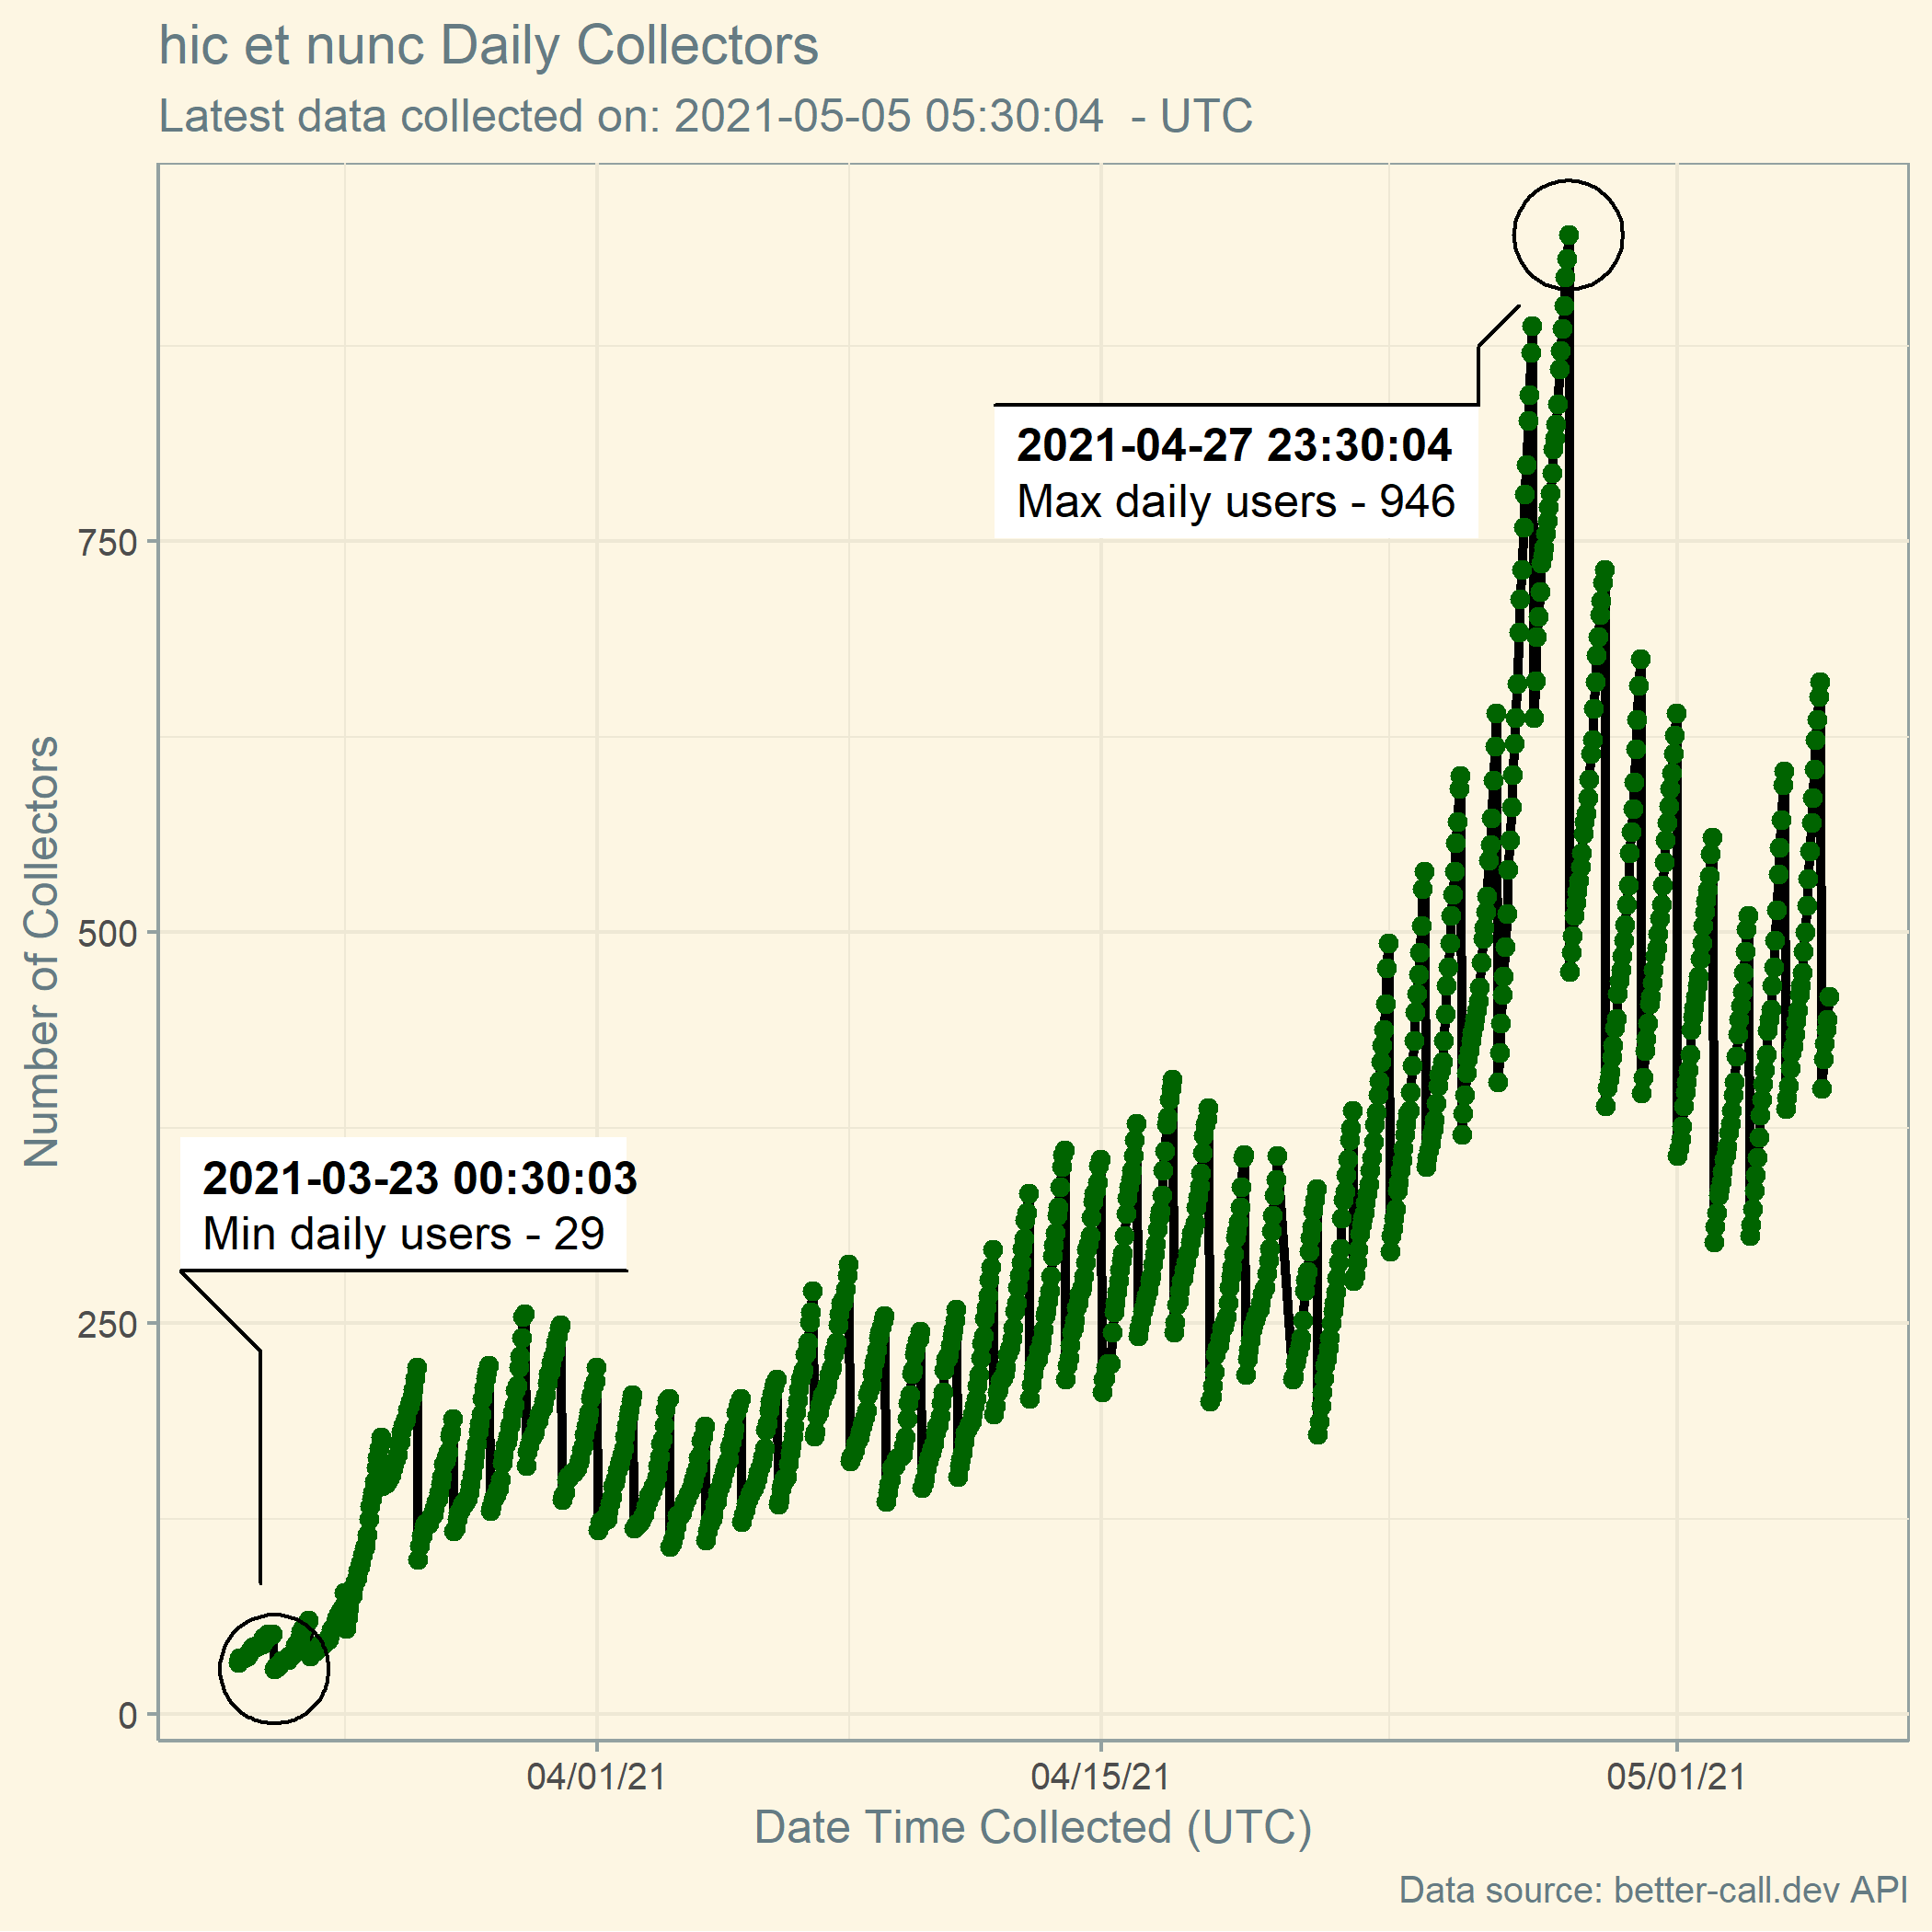 hic et nunc Daily Collectors
Latest data collected on: 2021-05-05 05:30:04  - UTC
2021-04-27 23:30:04
Max daily users - 946
750
500
250
0
Number of Collectors
2021-03-23 00:30:03
Min daily users - 29
04/01/21
04/15/21
05/01/21
Date Time Collected (UTC)
Data source: better-call.dev API